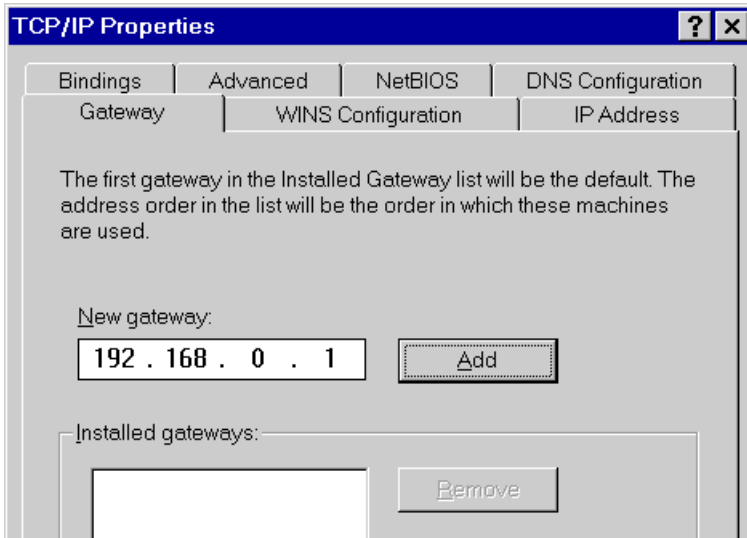 TCP/IP Properties
? ×
Bindings Advanced NetBIOS DNS Configuration
Gateway WINS Configuration IP Address
The first gateway in the Installed Gateway list will be the default. The
address order in the list will be the order in which these machines
are used.
New gateway:
192 . 168 . 0 . 1 Add
Installed gateways:
Remove